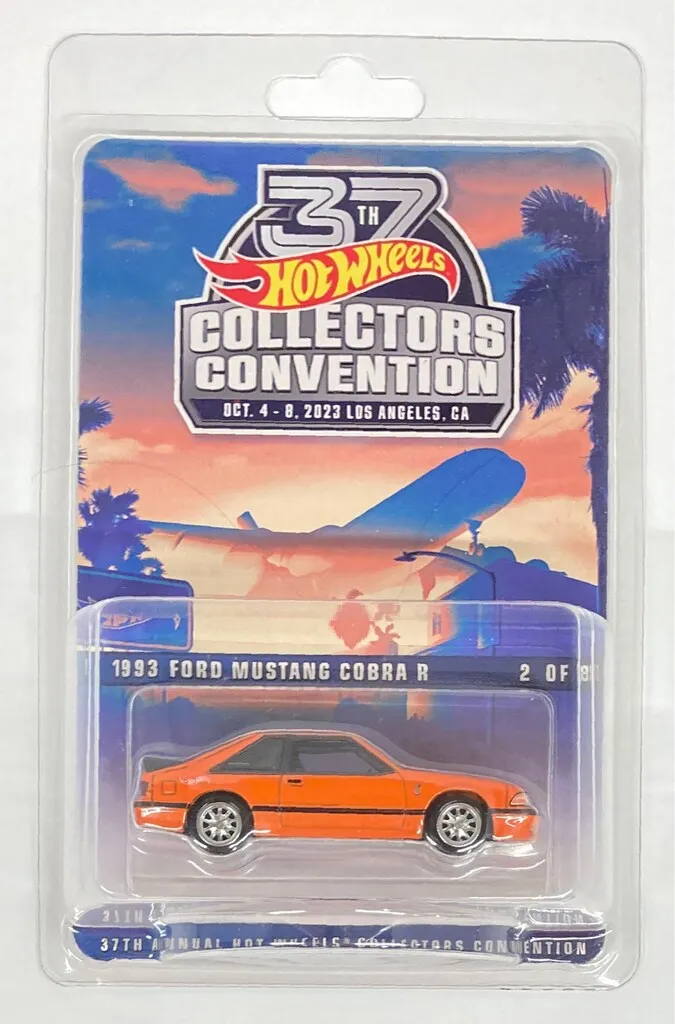 37TH
HOT WHEELS
COLLECTORS
CONVENTION
OCT. 4 - 8, 2023 LOS ANGELES, CA
1993 FORD MUSTANG COBRA R 2 OF
37TH ANNUAL HOT WHEELS® COLLECTORS CONVENTION